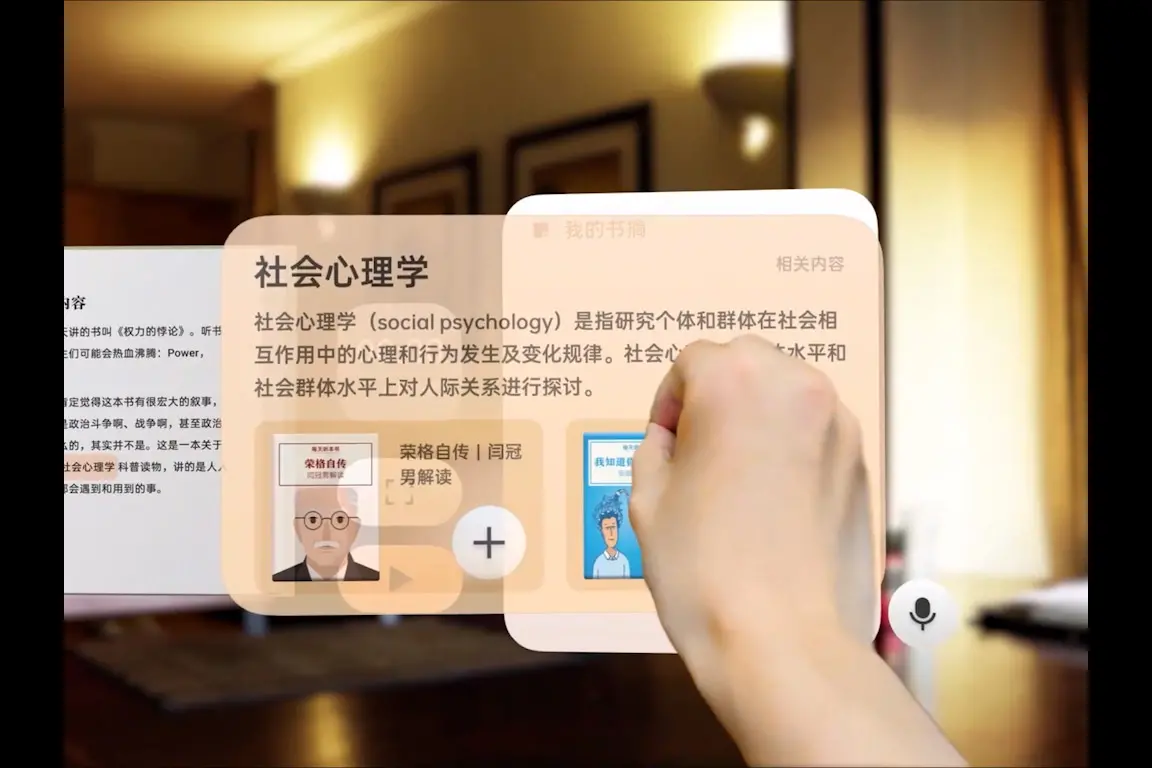 内容
天讲的书叫《权力的悖论》。听书
生们可能会热血沸腾：Power，
肯定觉得这本书有很宏大的叙事，
是政治斗争啊、战争啊，甚至政治
么的，其实并不是。这是一本关于
社会心理学 科普读物，讲的是人人
都会遇到和用到的事。
我的书摘
社会心理学
相关内容
社会心理学（social psychology）是指研究个体和群体在社会相
互作用中的心理和行为发生及变化规律。社会心
体水平和
社会群体水平上对人际关系进行探讨。
每天听本书
荣格自传
闫冠男解读
荣格自传 | 闫冠
男解读
每天听
我知道